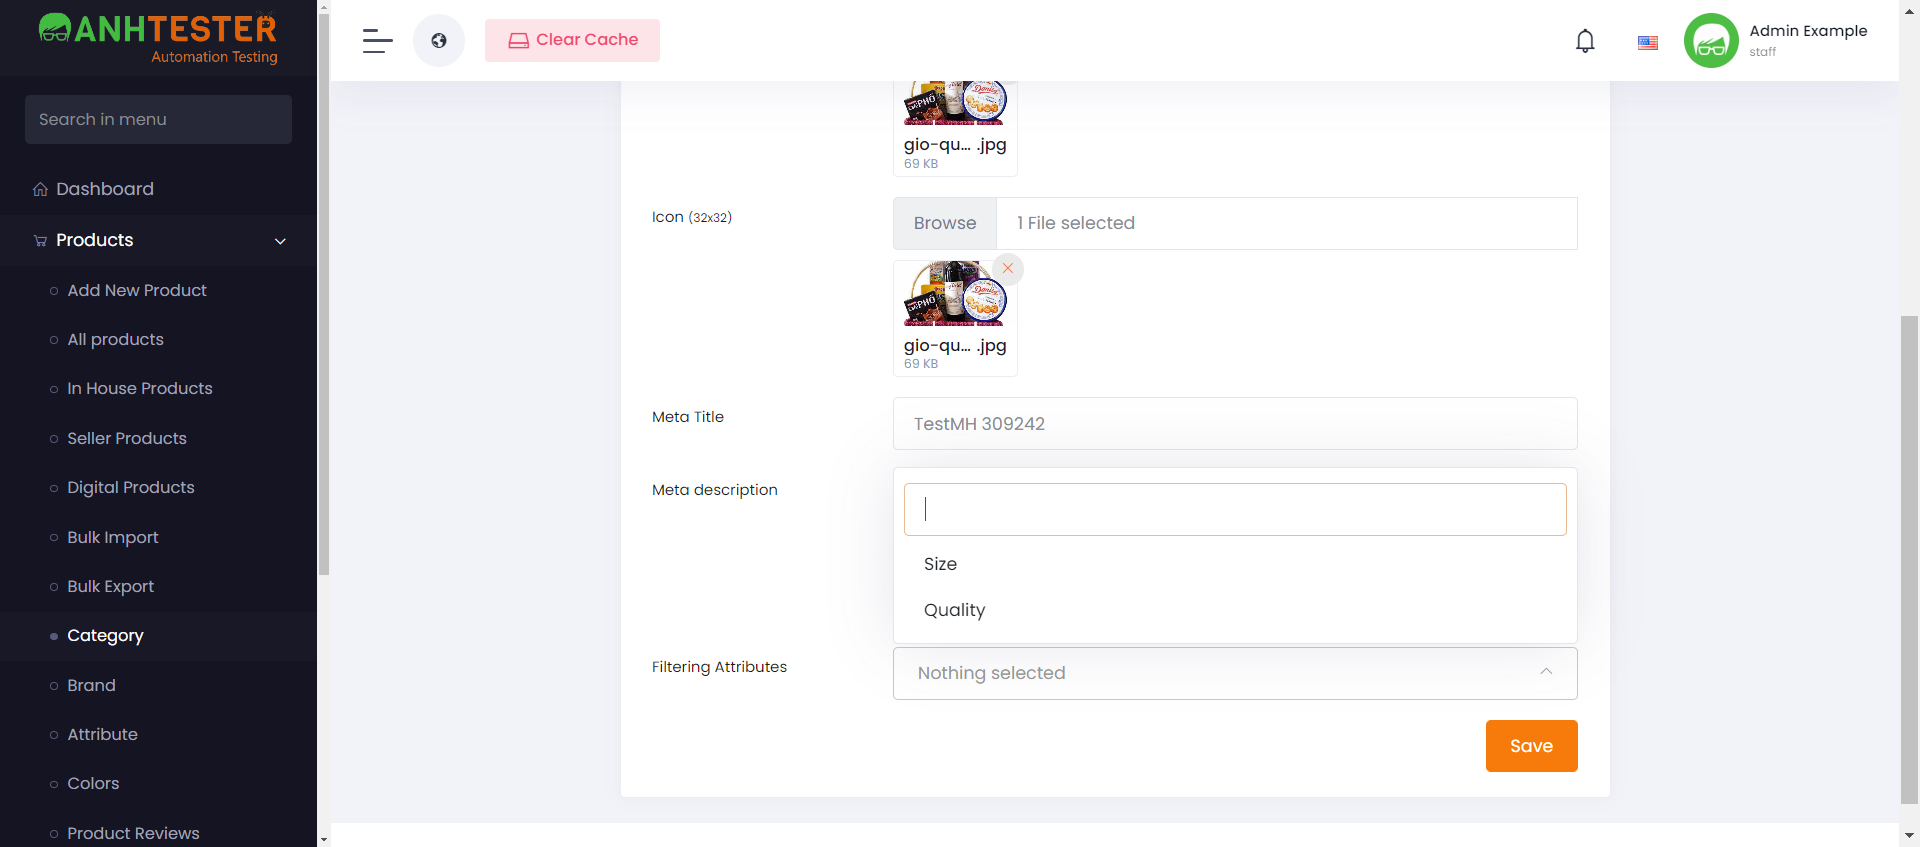 ANHTESTER
Automation Testing
Search in menu
Dashboard
Products
Add New Product
All products
In House Products
Seller Products
Digital Products
Bulk Import
Bulk Export
Category
Brand
Attribute
Colors
Product Reviews
Clear Cache
Admin Example
staff
gio-qu... .jpg
69 KB
Icon (32x32)
Browse
1 File selected
gio-qu... .jpg
69 KB
Meta Title
TestMH 309242
Meta description
Size
Quality
Filtering Attributes
Nothing selected
Save